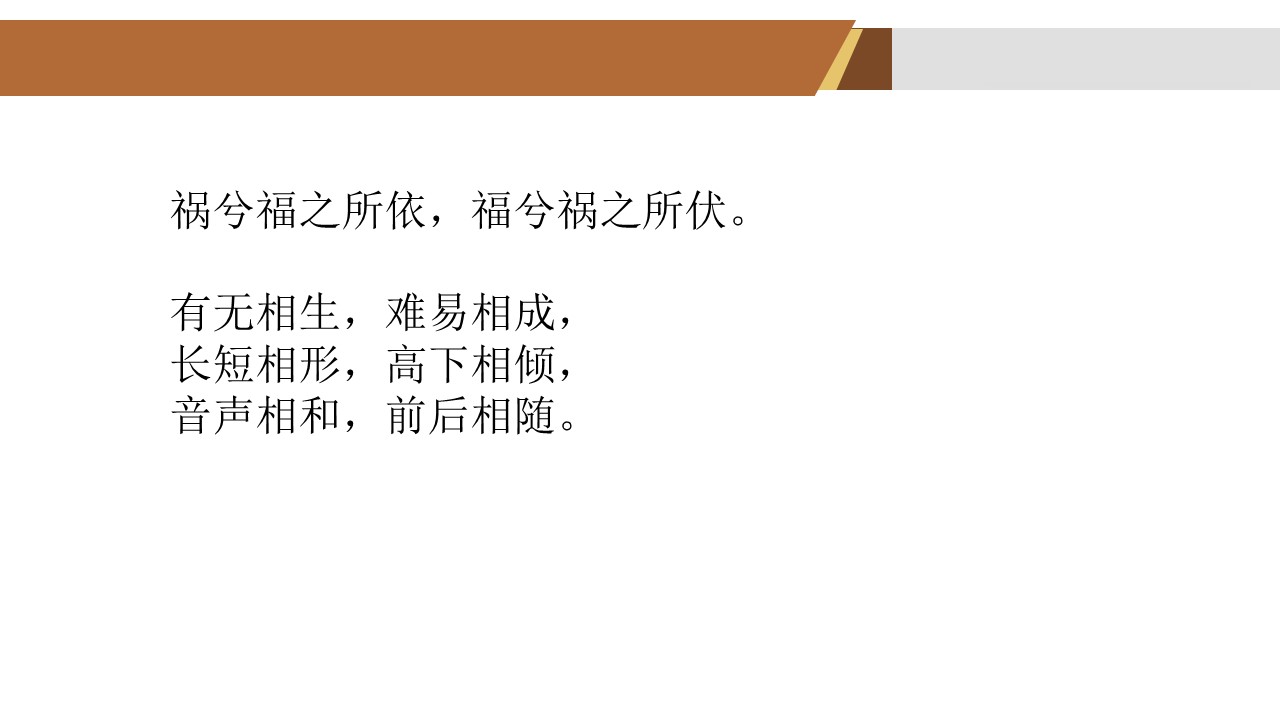 祸兮福之所依，福兮祸之所伏。
有无相生，难易相成，
长短相形，高下相倾，
音声相和，前后相随。